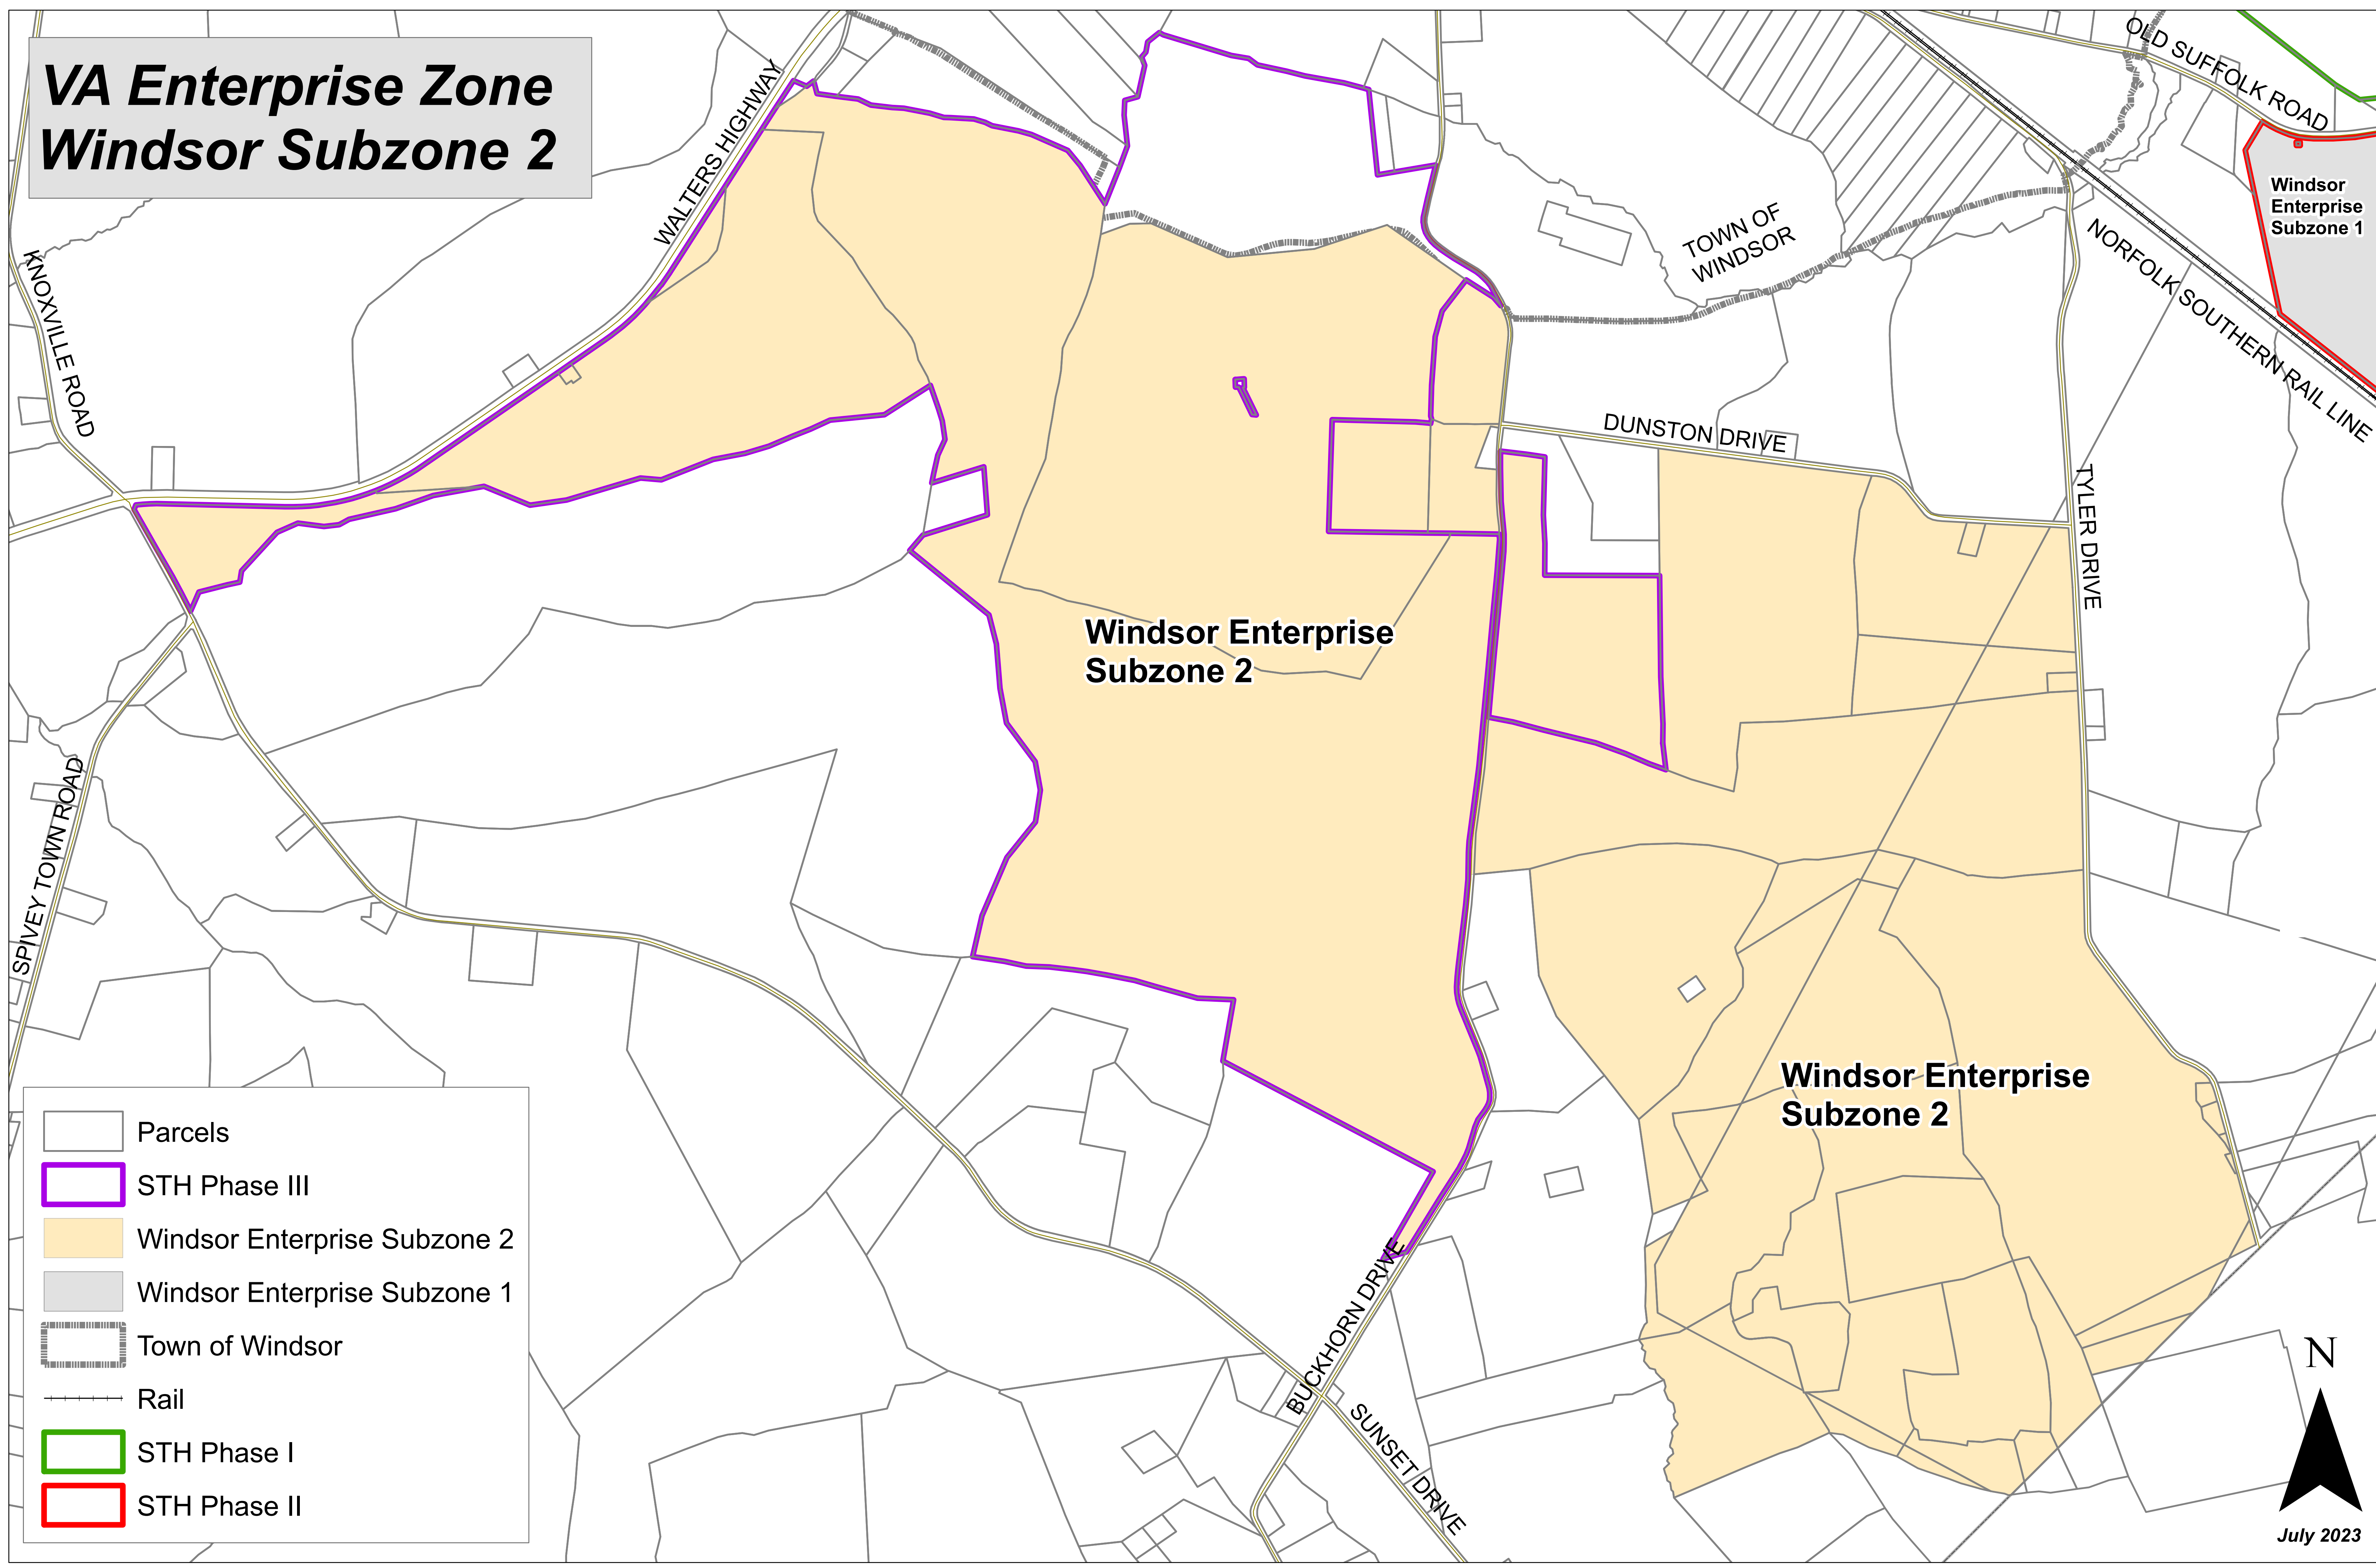 VA Enterprise Zone
Windsor Subzone 2
WALTERS HIGHWAY
OLD SUFFOLK ROAD
Windsor
Enterprise
Subzone 1
TOWN OF
WINDSOR
NORFOLK SOUTHERN RAIL LINE
KNOXVILLE ROAD
DUNSTON DRIVE
TYLER DRIVE
Windsor Enterprise
Subzone 2
SPIVEY TOWN ROAD
Windsor Enterprise
Subzone 2
BUCKHORN DRIVE
SUNSET DRIVE
Parcels
STH Phase III
Windsor Enterprise Subzone 2
Windsor Enterprise Subzone 1
Town of Windsor
Rail
STH Phase I
STH Phase II
N
July 2023